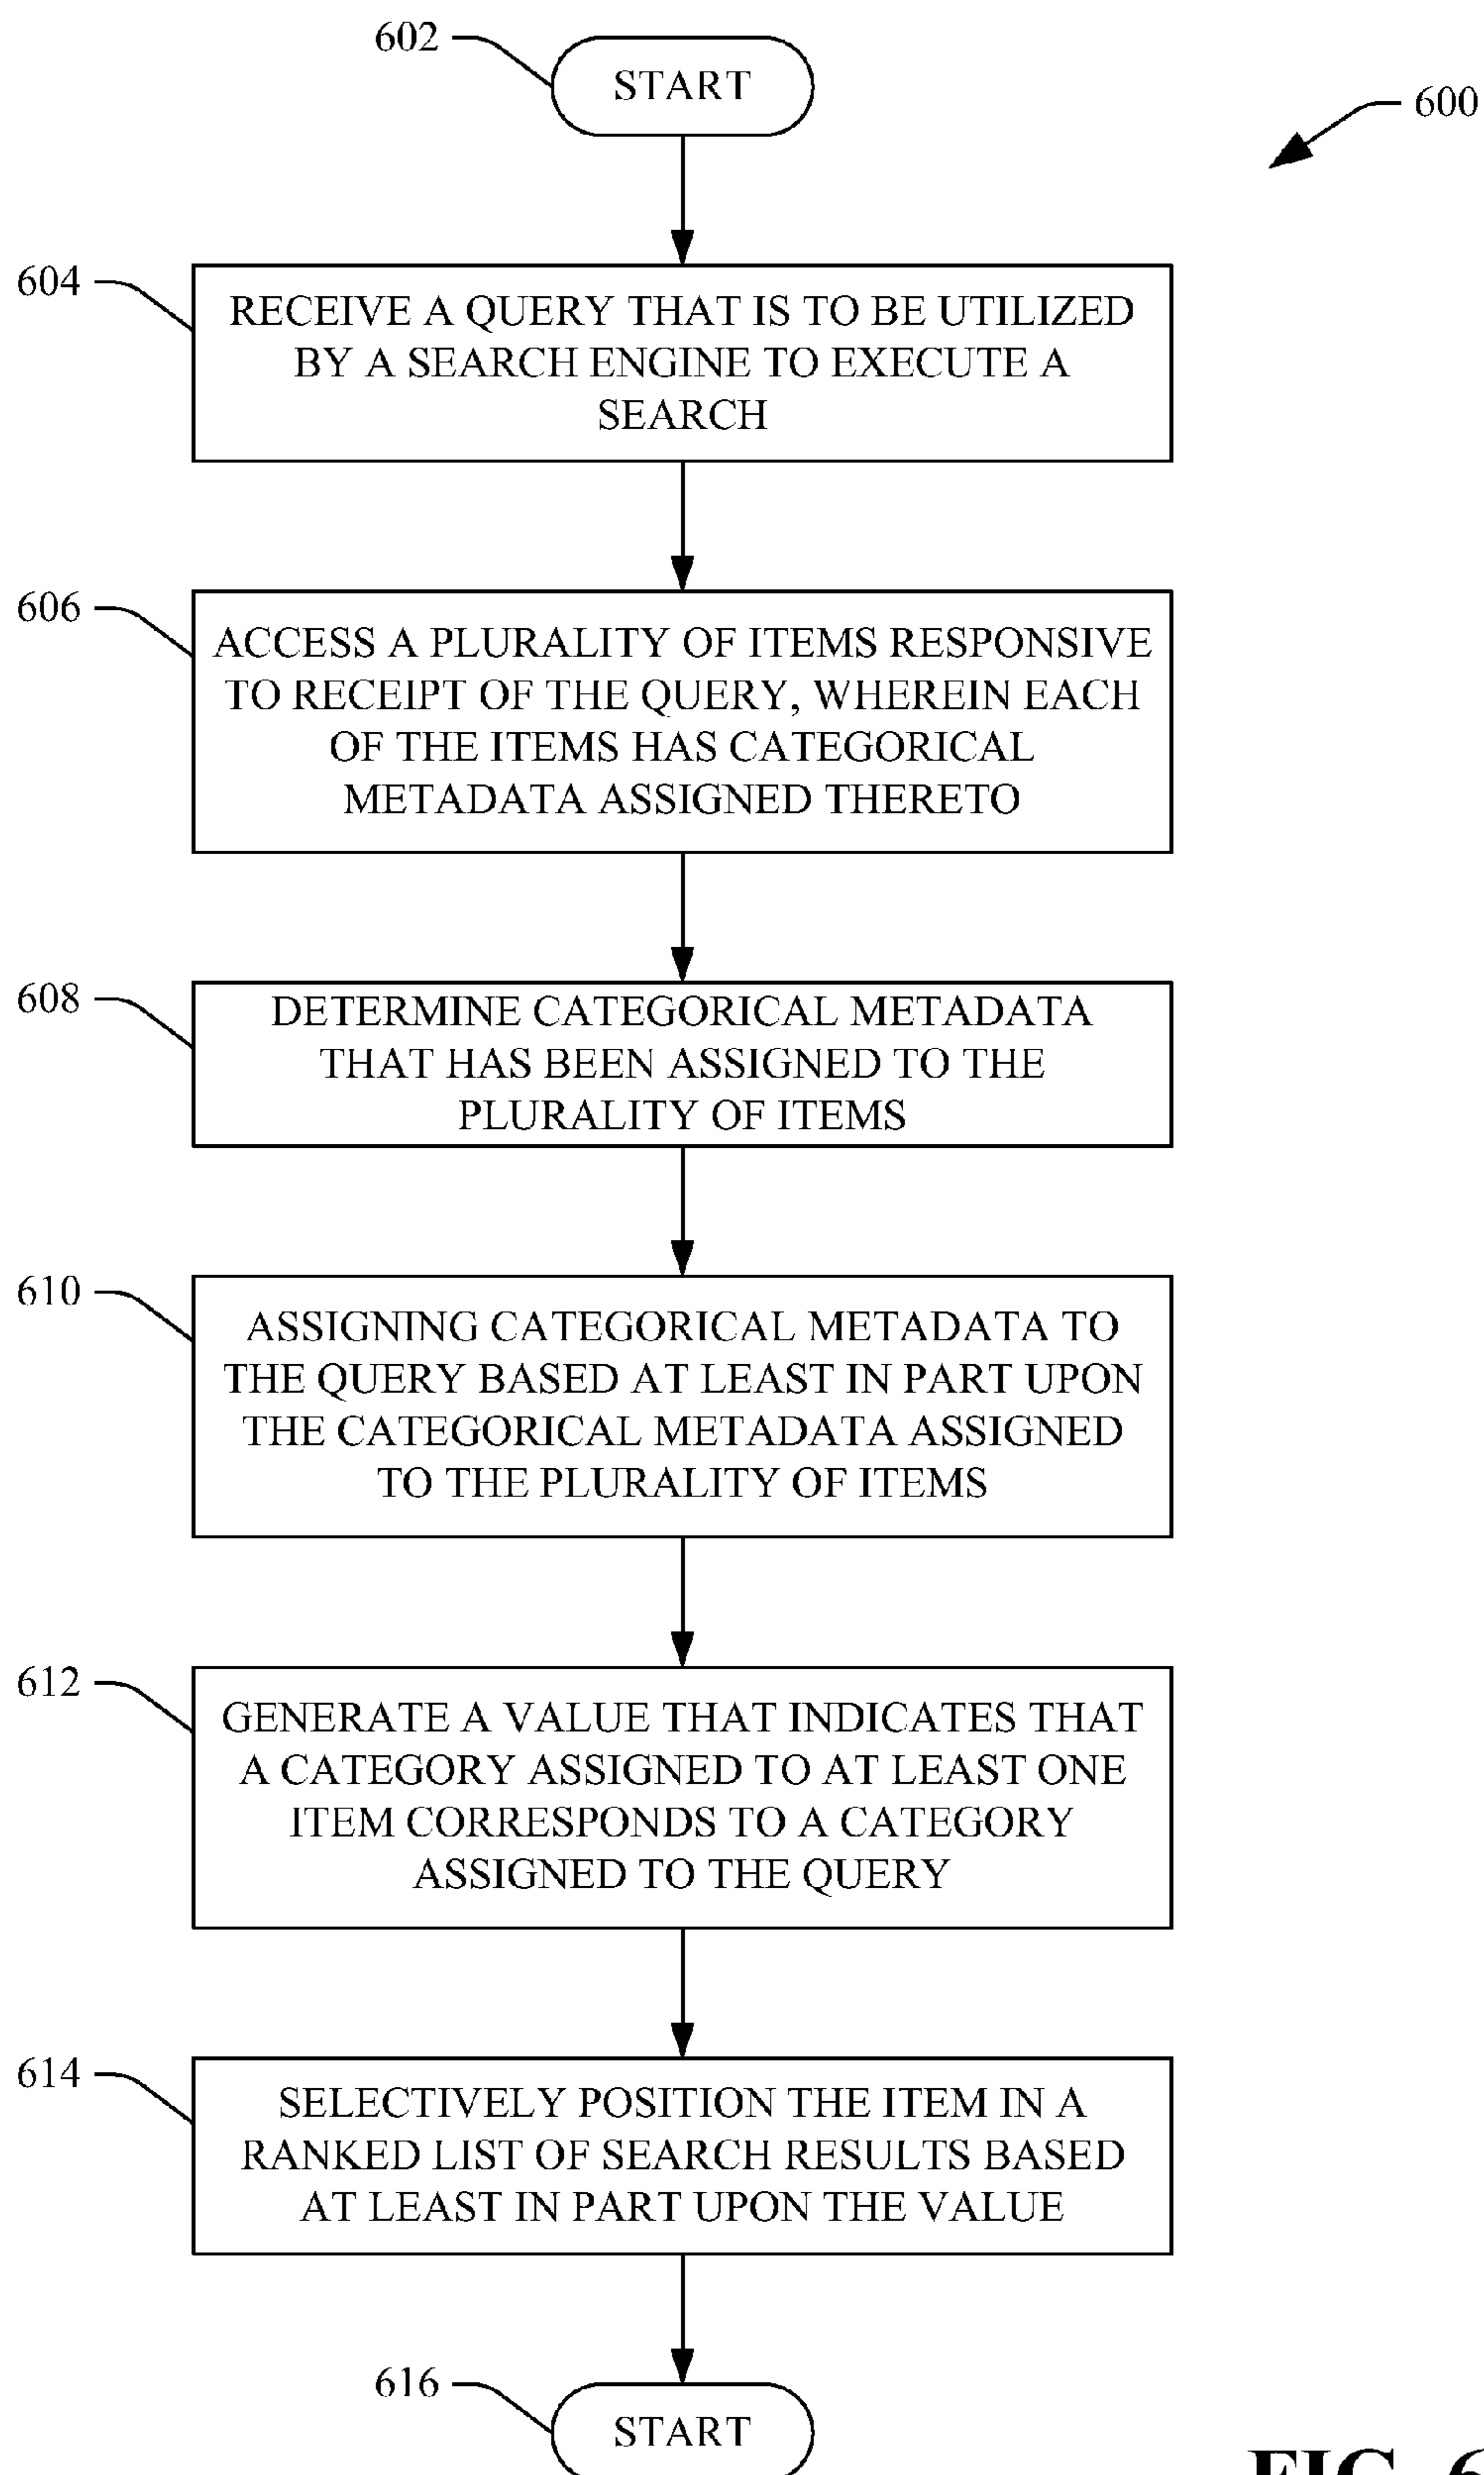 602
START
600
604
RECEIVE A QUERY THAT IS TO BE UTILIZED
BY A SEARCH ENGINE TO EXECUTE A
SEARCH
606
ACCESS A PLURALITY OF ITEMS RESPONSIVE
TO RECEIPT OF THE QUERY, WHEREIN EACH
OF THE ITEMS HAS CATEGORICAL
METADATA ASSIGNED THERETO
608
DETERMINE CATEGORICAL METADATA
THAT HAS BEEN ASSIGNED TO THE
PLURALITY OF ITEMS
610
ASSIGNING CATEGORICAL METADATA TO
THE QUERY BASED AT LEAST IN PART UPON
THE CATEGORICAL METADATA ASSIGNED
TO THE PLURALITY OF ITEMS
612
GENERATE A VALUE THAT INDICATES THAT
A CATEGORY ASSIGNED TO AT LEAST ONE
ITEM CORRESPONDS TO A CATEGORY
ASSIGNED TO THE QUERY
614
SELECTIVELY POSITION THE ITEM IN A
RANKED LIST OF SEARCH RESULTS BASED
AT LEAST IN PART UPON THE VALUE
616
START
FIG. 6